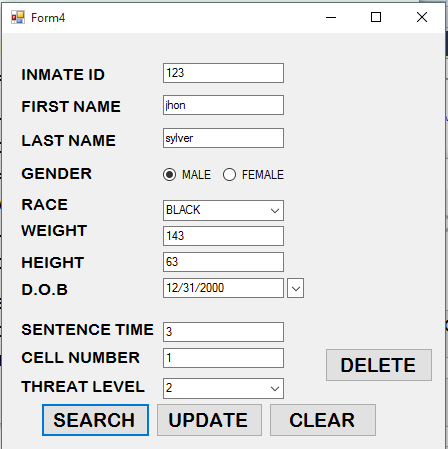 Form4
INMATE ID 123
FIRST NAME jhon
LAST NAME sylver
GENDER MALE FEMALE
RACE BLACK
WEIGHT 143
HEIGHT 63
D.O.B 12/31/2000
SENTENCE TIME 3
CELL NUMBER 1
DELETE
THREAT LEVEL 2
SEARCH UPDATE CLEAR